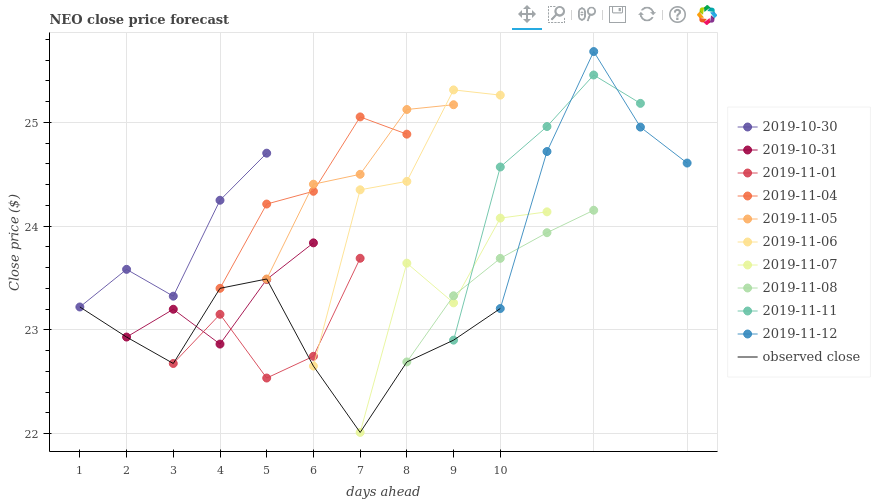 NEO close price forecast
25
24
23
22
Close price ($)
1 2 3 4 5 6 7 8 9 10
days ahead
2019-10-30
2019-10-31
2019-11-01
2019-11-04
2019-11-05
2019-11-06
2019-11-07
2019-11-08
2019-11-11
2019-11-12
observed close